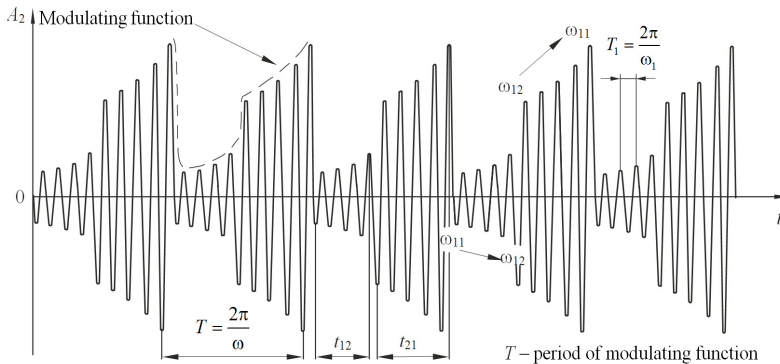 A₂
Modulating function
ω₁₁
T₁ = 2π/ω₁
ω₁₂
0
t
ω₁₁
ω₁₂
T = 2π/ω
t₁₂
t₂₁
T – period of modulating function